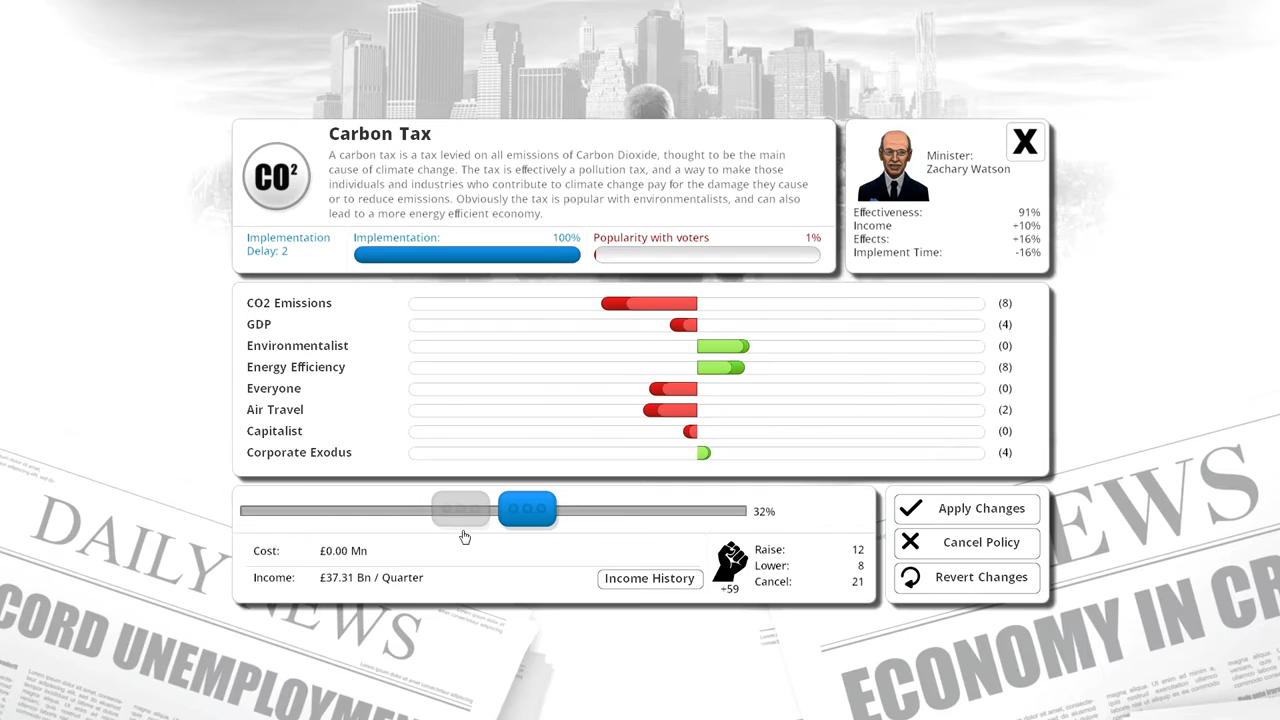 Carbon Tax
CO²
A carbon tax is a tax levied on all emissions of Carbon Dioxide, thought to be the main
cause of climate change. The tax is effectively a pollution tax, and a way to make those
individuals and industries who contribute to climate change pay for the damage they cause
or to reduce emissions. Obviously the tax is popular with environmentalists, and can also
lead to a more energy efficient economy.
Implementation
Delay: 2
Implementation: 100%
Popularity with voters 1%
X
Minister:
Zachary Watson
Effectiveness: 91%
Income +10%
Effects: +16%
Implement Time: -16%
CO2 Emissions (8)
GDP (4)
Environmentalist (0)
Energy Efficiency (8)
Everyone (0)
Air Travel (2)
Capitalist (0)
Corporate Exodus (4)
32%
Cost: £0.00 Mn
Income: £37.31 Bn / Quarter
Income History
+59
Raise: 12
Lower: 8
Cancel: 21
Apply Changes
Cancel Policy
Revert Changes
DAILY NEWS
CORD UNEMPLOYME
NEWS
ECONOMY IN CR